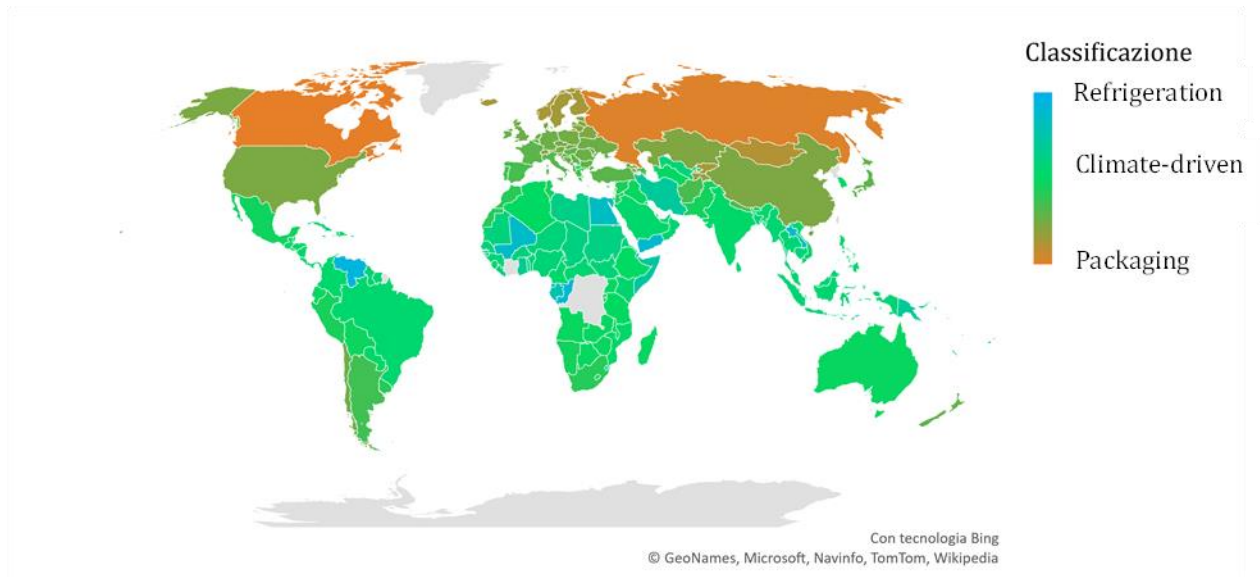 Classificazione
Refrigeration
Climate-driven
Packaging
Con tecnologia Bing
© GeoNames, Microsoft, Navinfo, TomTom, Wikipedia